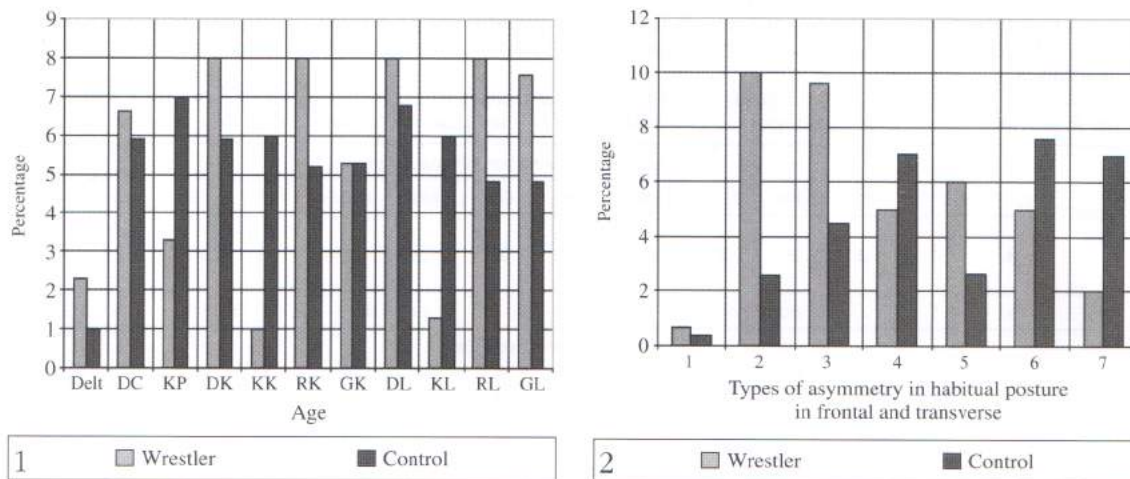 9
8
7
6
5
4
3
2
1
0
Percentage
Delt DC KP DK KK RK GK DL KL RL GL
Age
1 Wrestler Control
12
10
8
6
4
2
0
Percentage
1 2 3 4 5 6 7
Types of asymmetry in habitual posture
in frontal and transverse
2 Wrestler Control